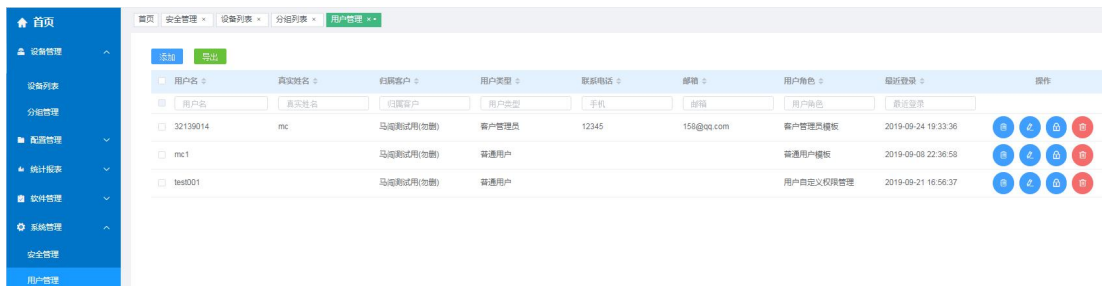 首页
设备管理
设备列表
分组管理
配置管理
统计报表
软件管理
系统管理
安全管理
用户管理
首页 安全管理 × 设备列表 × 分组列表 × 用户管理 ×
添加 导出
用户名 真实姓名 归属客户 用户类型 联系电话 邮箱 用户角色 最近登录 操作
用户名 真实姓名 归属客户 用户类型 手机 邮箱 用户角色 最近登录
32139014 mc 马闯测试用(勿删) 客户管理员 12345 158@qq.com 客户管理员模板 2019-09-24 19:33:36
mc1 马闯测试用(勿删) 普通用户 普通用户模板 2019-09-08 22:36:58
test001 马闯测试用(勿删) 普通用户 用户自定义权限管理 2019-09-21 16:56:37